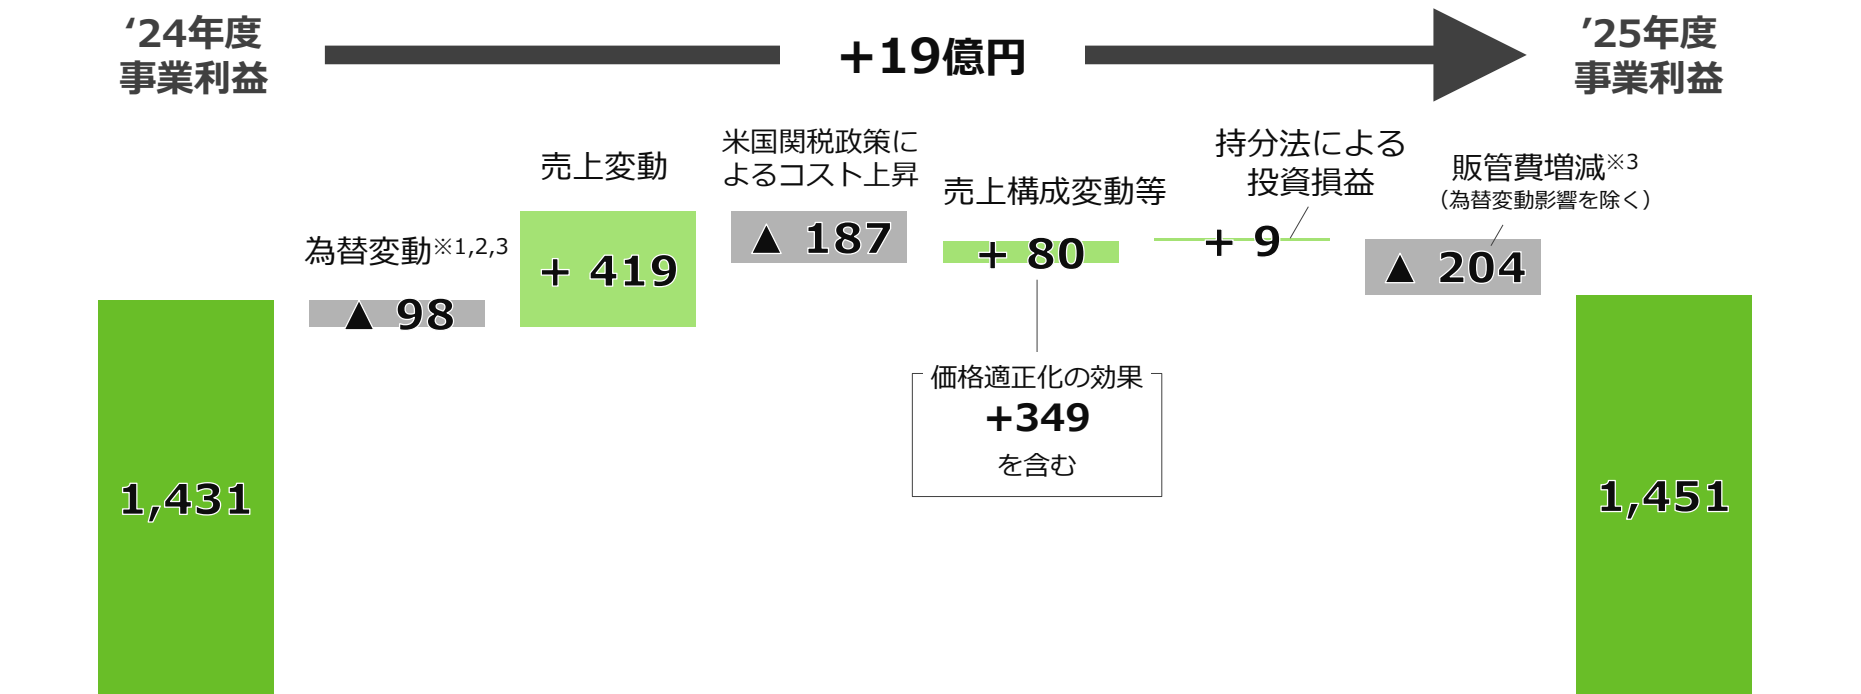 ‘24年度
事業利益
+19億円
’25年度
事業利益
為替変動※1,2,3
▲ 98
売上変動
+ 419
米国関税政策に
よるコスト上昇
▲ 187
売上構成変動等
+ 80
価格適正化の効果
+349
を含む
持分法による
投資損益
+ 9
販管費増減※3
（為替変動影響を除く）
▲ 204
1,431
1,451